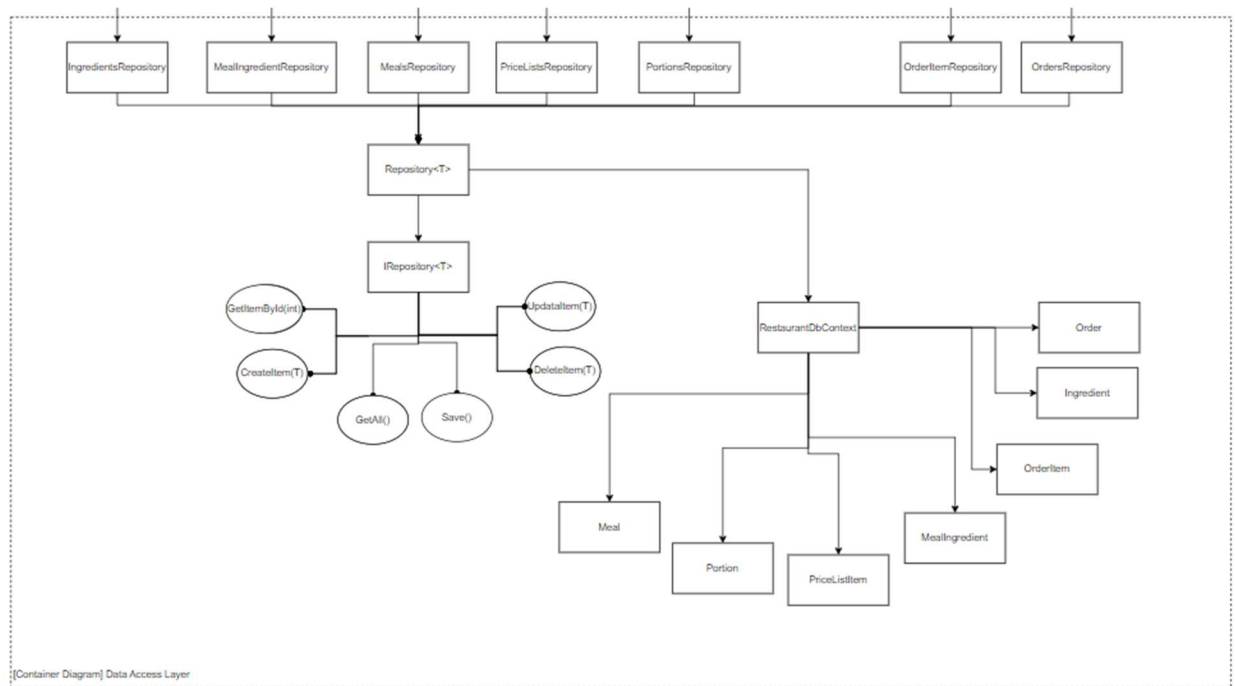 IngredientsRepository
MealIngredientRepository
MealsRepository
PriceListsRepository
PortionsRepository
OrderItemRepository
OrdersRepository
Repository<T>
IRepository<T>
GetItemById(int)
UpdataItem(T)
CreateItem(T)
DeleteItem(T)
GetAll()
Save()
RestaurantDbContext
Order
Ingredient
OrderItem
Meal
MealIngredient
Portion
PriceListItem
[Container Diagram] Data Access Layer